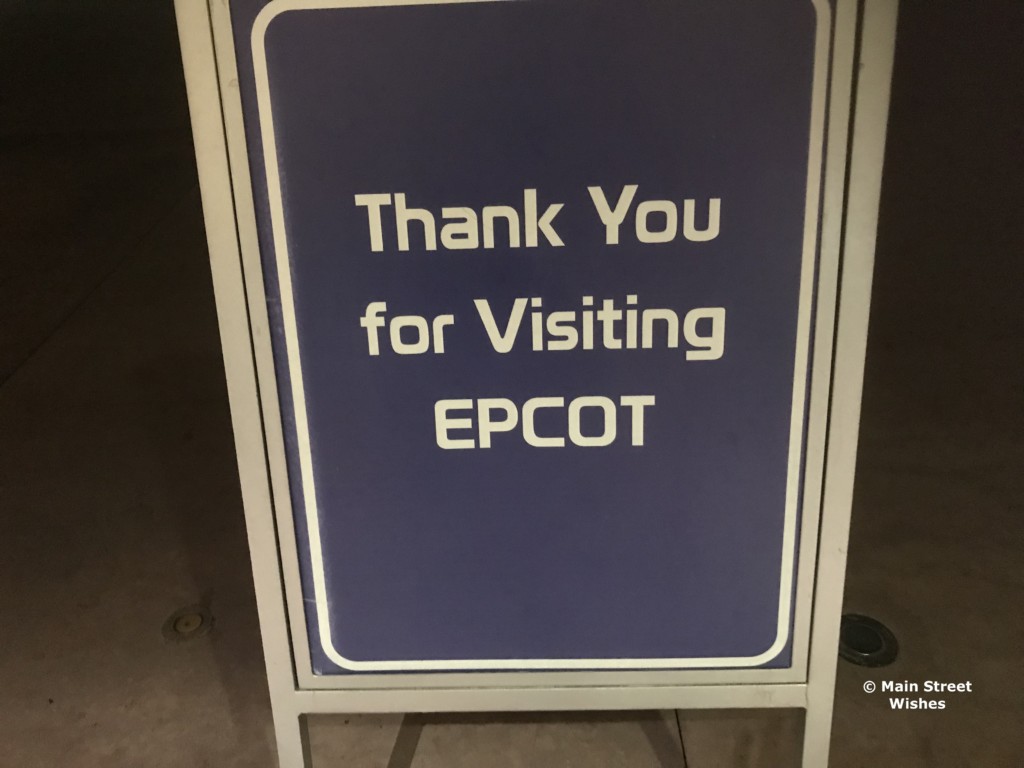 Thank You
for Visiting
EPCOT
© Main Street
Wishes